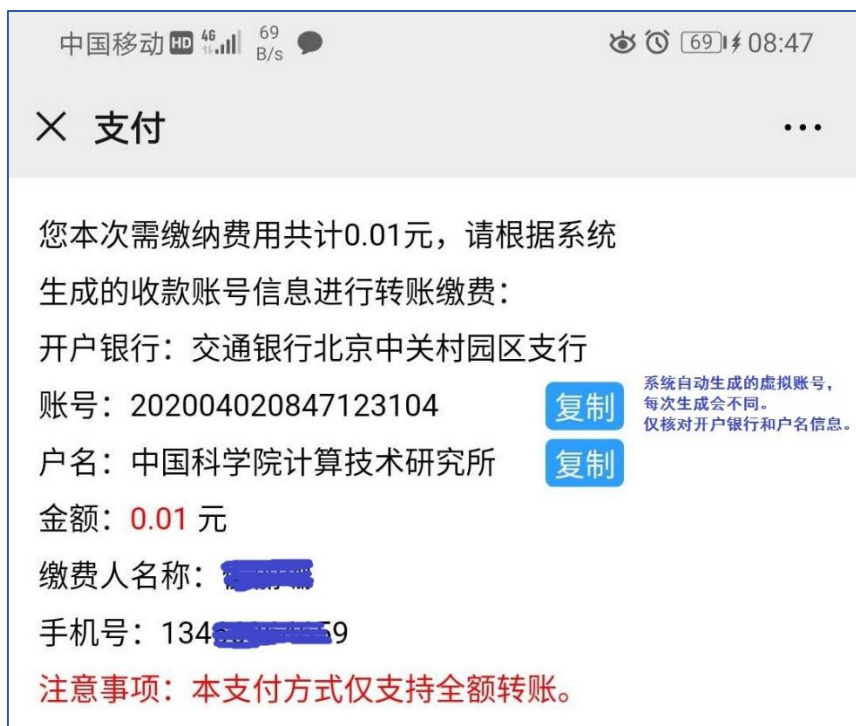 中国移动 HD 46 69 B/s 69 08:47
支付
您本次需缴纳费用共计0.01元，请根据系统
生成的收款账号信息进行转账缴费：
开户银行：交通银行北京中关村园区支行
账号：202004020847123104 复制
系统自动生成的虚拟账号，
每次生成会不同。
仅核对开户银行和户名信息。
户名：中国科学院计算技术研究所 复制
金额：0.01 元
缴费人名称：
手机号：134 9
注意事项：本支付方式仅支持全额转账。